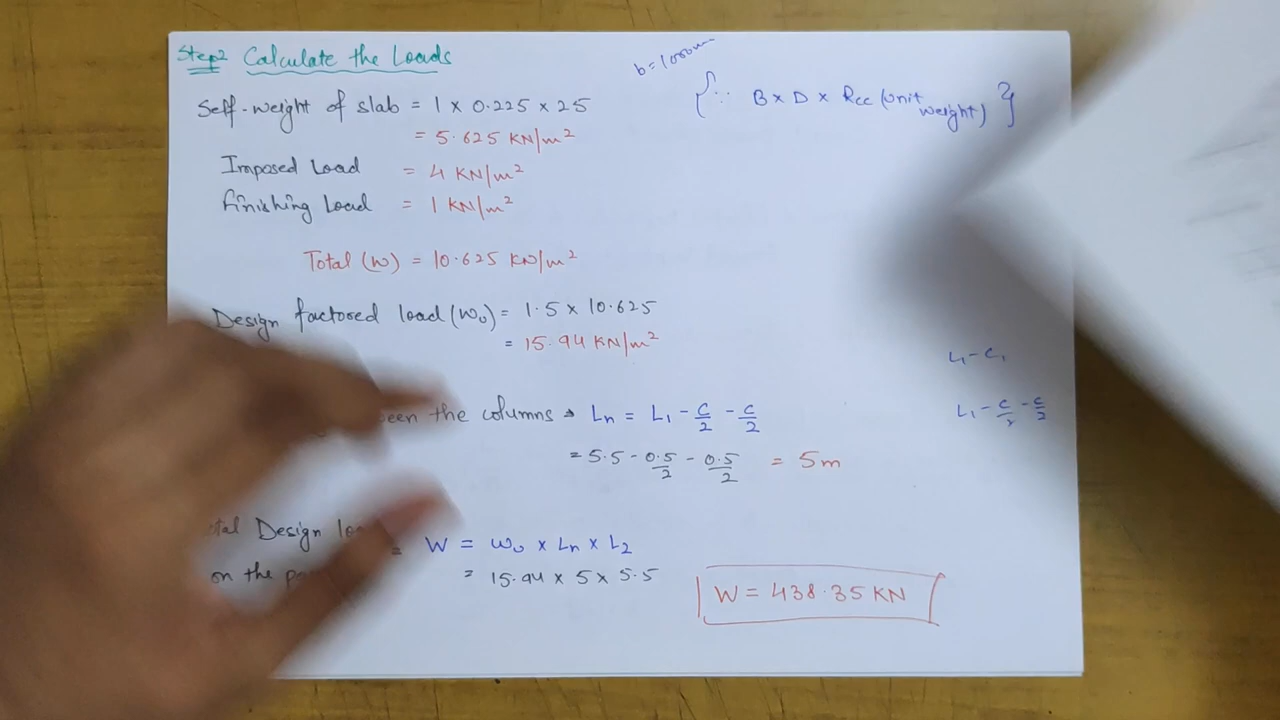 Step2 Calculate the Loads
b = 1000mm
Self-weight of slab = 1 x 0.225 x 25
{∵ B x D x Rcc (unit weight)}
= 5.625 KN/m²
Imposed Load = 4 KN/m²
Finishing Load = 1 KN/m²
Total (w) = 10.625 KN/m²
Design factored load (w₀) = 1.5 x 10.625
= 15.94 KN/m²
L₁ - C₁
the columns → Ln = L₁ - C/2 - C/2
L₁ - C/2 - C/2
= 5.5 - 0.5/2 - 0.5/2 = 5m
Design
= W = w₀ x Ln x L2
on the
= 15.94 x 5 x 5.5
W = 438.35 KN